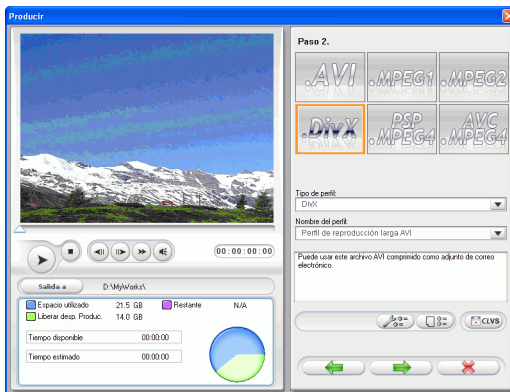 Producir
Paso 2.
.AVI
.MPEG1
.MPEG2
.DivX
PSP
.MPEG4
AVC
.MPEG4
Tipo de perfil:
DivX
Nombre del perfil:
Perfil de reproducción larga AVI
Puede usar este archivo AVI comprimido como adjunto de correo
electrónico.
CLVS
00:00:00:00
Salida a
D:\MyWorks\
Espacio utilizado 21.5 GB
Restante N/A
Liberar desp. Produc. 14.0 GB
Tiempo disponible 00:00:00
Tiempo estimado 00:00:00